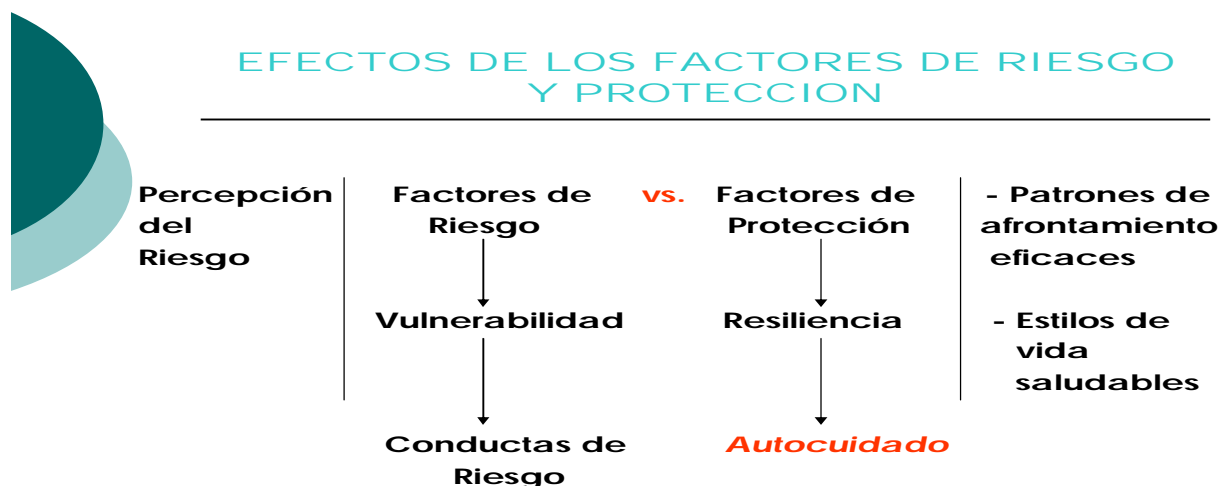 EFECTOS DE LOS FACTORES DE RIESGO
Y PROTECCION
Percepción
del
Riesgo
Factores de
Riesgo
vs.
Factores de
Protección
- Patrones de
afrontamiento
eficaces
Vulnerabilidad
Resiliencia
- Estilos de
vida
saludables
Conductas de
Riesgo
Autocuidado